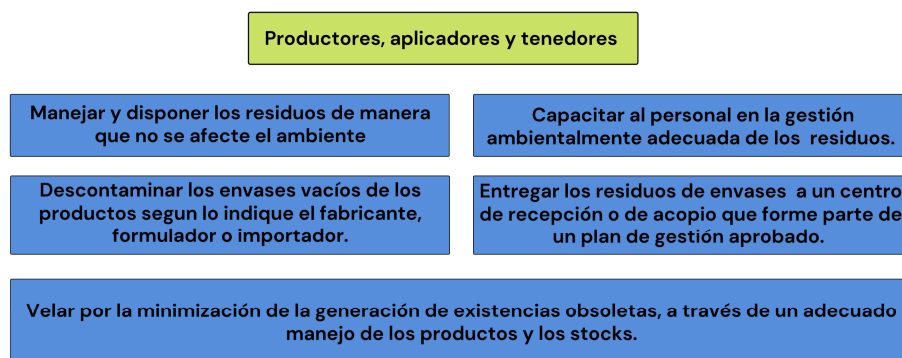 Productores, aplicadores y tenedores
Manejar y disponer los residuos de manera
que no se afecte el ambiente
Capacitar al personal en la gestión
ambientalmente adecuada de los residuos.
Descontaminar los envases vacíos de los
productos segun lo indique el fabricante,
formulador o importador.
Entregar los residuos de envases a un centro
de recepción o de acopio que forme parte de
un plan de gestión aprobado.
Velar por la minimización de la generación de existencias obsoletas, a través de un adecuado
manejo de los productos y los stocks.